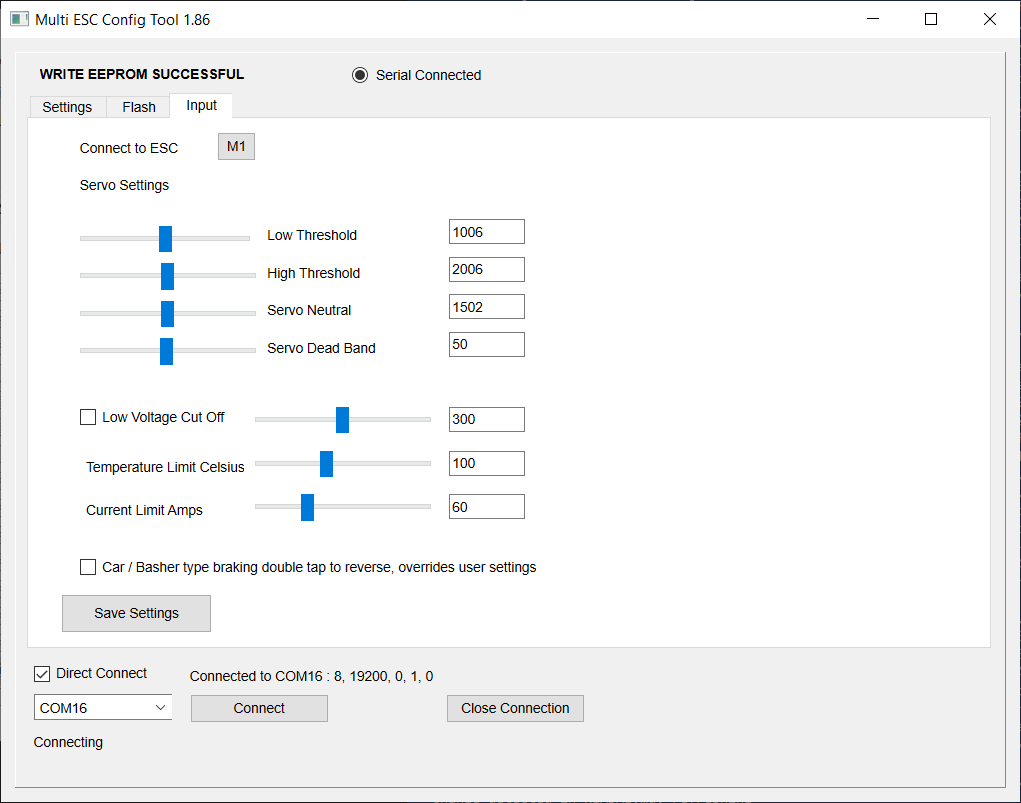 Multi ESC Config Tool 1.86
WRITE EEPROM SUCCESSFUL
Serial Connected
Settings
Flash
Input
Connect to ESC
M1
Servo Settings
Low Threshold
1006
High Threshold
2006
Servo Neutral
1502
Servo Dead Band
50
Low Voltage Cut Off
300
Temperature Limit Celsius
100
Current Limit Amps
60
Car / Basher type braking double tap to reverse, overrides user settings
Save Settings
Direct Connect
Connected to COM16 : 8, 19200, 0, 1, 0
COM16
Connect
Close Connection
Connecting